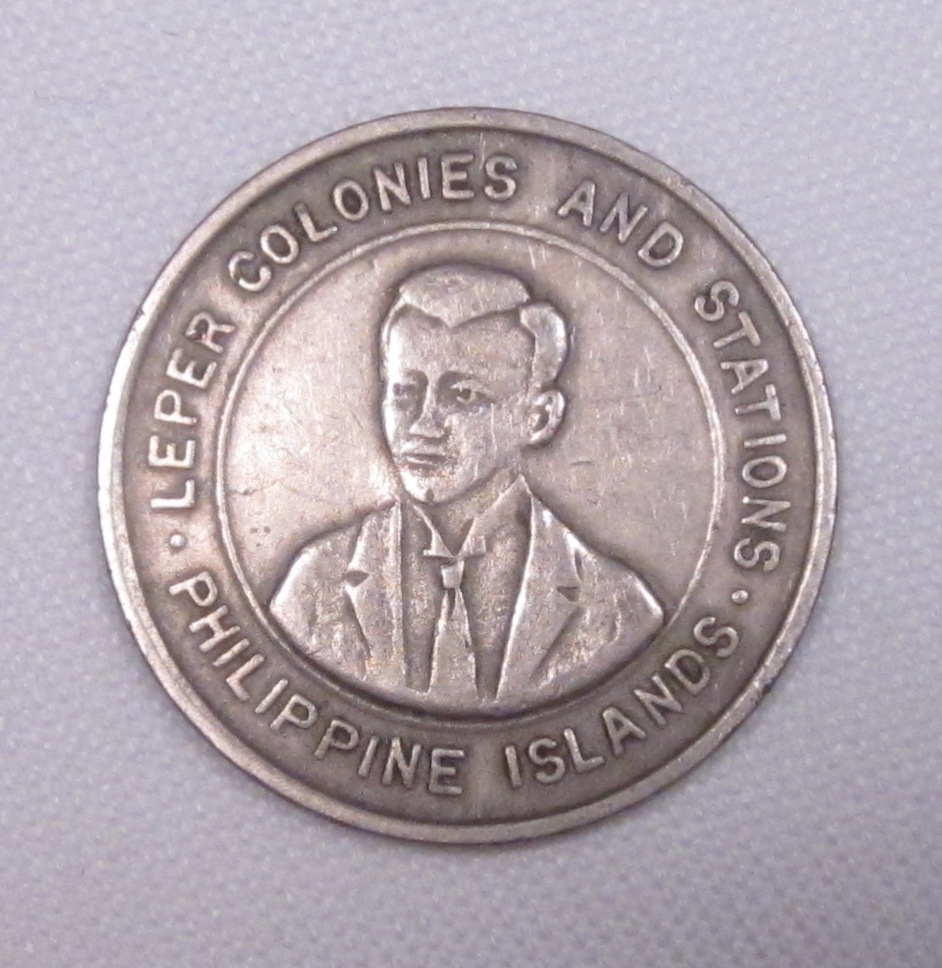 · LEPER COLONIES AND STATIONS ·
PHILIPPINE ISLANDS